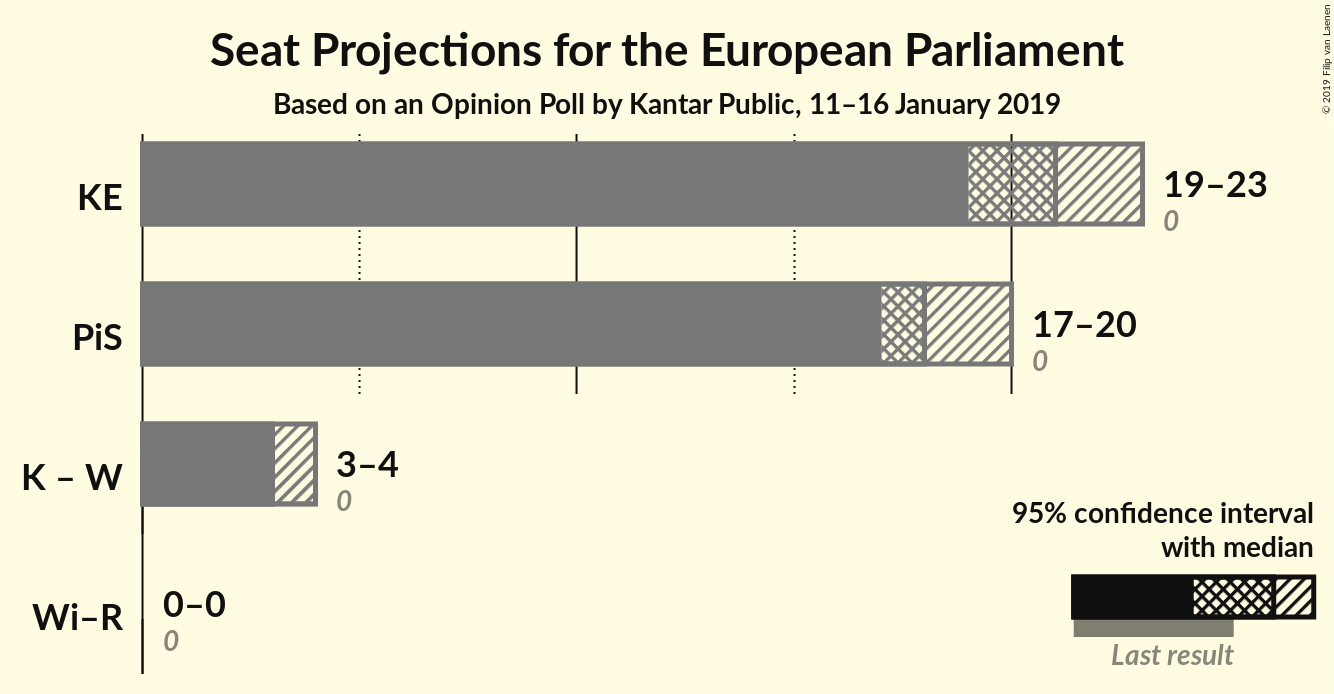 Seat Projections for the European Parliament
Based on an Opinion Poll by Kantar Public, 11–16 January 2019
© 2019 Filip van Laenen
KE
19–23
0
PiS
17–20
0
K – W
3–4
0
Wi–R
0–0
0
95% confidence interval
with median
Last result